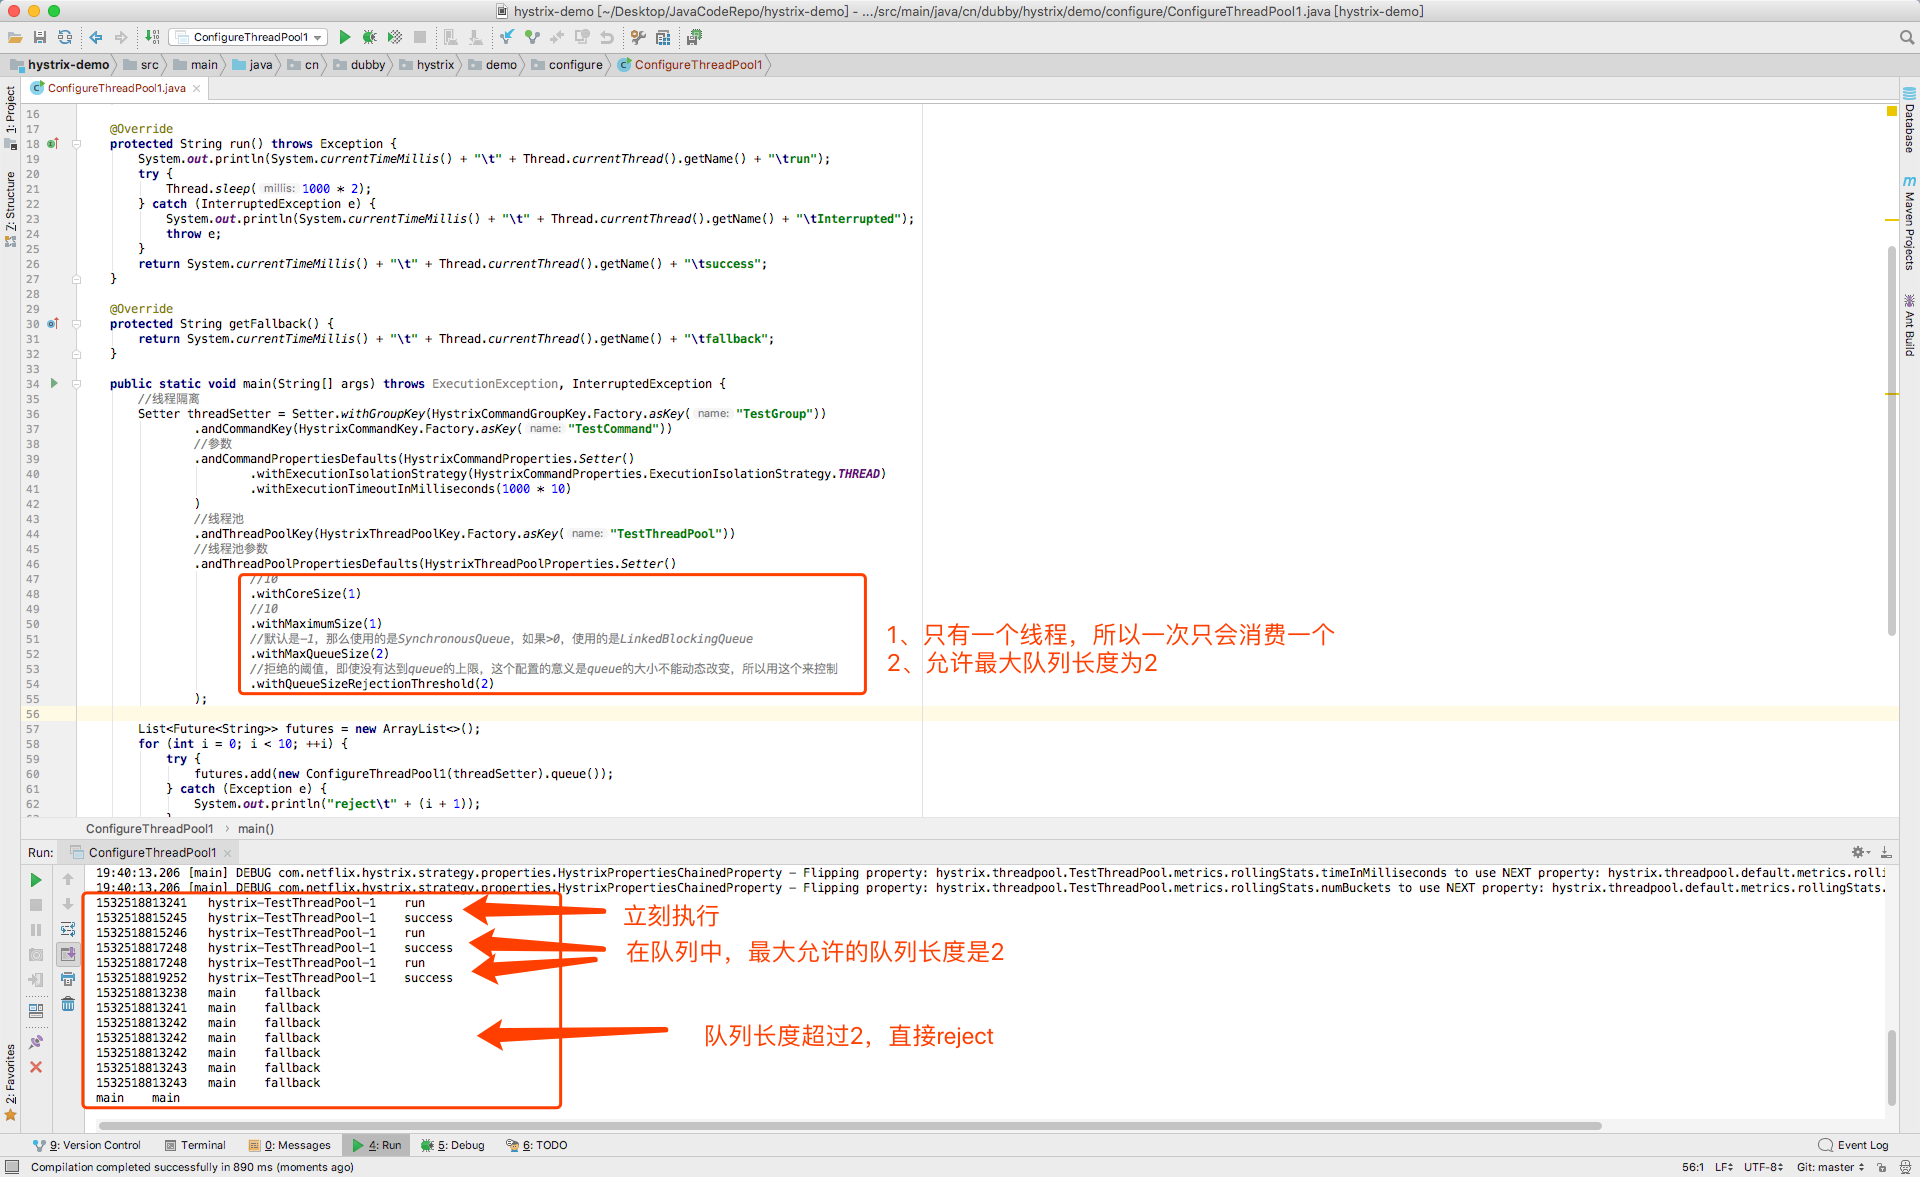 hystrix-demo [~/Desktop/JavaCodeRepo/hystrix-demo] - .../src/main/java/cn/dubby/hystrix/demo/configure/ConfigureThreadPool1.java [hystrix-demo]
ConfigureThreadPool1
hystrix-demo src main java cn dubby hystrix demo configure ConfigureThreadPool1
ConfigureThreadPool1.java
1: Project
Z: Structure
2: Favorites
Database
Maven Projects
Ant Build
16
17 @Override
18 protected String run() throws Exception {
19 System.out.println(System.currentTimeMillis() + "\t" + Thread.currentThread().getName() + "\trun");
20 try {
21 Thread.sleep( millis: 1000 * 2);
22 } catch (InterruptedException e) {
23 System.out.println(System.currentTimeMillis() + "\t" + Thread.currentThread().getName() + "\tInterrupted");
24 throw e;
25 }
26 return System.currentTimeMillis() + "\t" + Thread.currentThread().getName() + "\tsuccess";
27 }
28
29 @Override
30 protected String getFallback() {
31 return System.currentTimeMillis() + "\t" + Thread.currentThread().getName() + "\tfallback";
32 }
33
34 public static void main(String[] args) throws ExecutionException, InterruptedException {
35 //线程隔离
36 Setter threadSetter = Setter.withGroupKey(HystrixCommandGroupKey.Factory.asKey( name: "TestGroup"))
37 .andCommandKey(HystrixCommandKey.Factory.asKey( name: "TestCommand"))
38 //参数
39 .andCommandPropertiesDefaults(HystrixCommandProperties.Setter()
40 .withExecutionIsolationStrategy(HystrixCommandProperties.ExecutionIsolationStrategy.THREAD)
41 .withExecutionTimeoutInMilliseconds(1000 * 10)
42 )
43 //线程池
44 .andThreadPoolKey(HystrixThreadPoolKey.Factory.asKey( name: "TestThreadPool"))
45 //线程池参数
46 .andThreadPoolPropertiesDefaults(HystrixThreadPoolProperties.Setter()
47 //10
48 .withCoreSize(1)
49 //10
50 .withMaximumSize(1)
51 //默认是-1，那么使用的是SynchronousQueue，如果>0，使用的是LinkedBlockingQueue
52 .withMaxQueueSize(2)
53 //拒绝的阈值，即使没有达到queue的上限，这个配置的意义是queue的大小不能动态改变，所以用这个来控制
54 .withQueueSizeRejectionThreshold(2)
55 );
56
57 List<Future<String>> futures = new ArrayList<>();
58 for (int i = 0; i < 10; ++i) {
59 try {
60 futures.add(new ConfigureThreadPool1(threadSetter).queue());
61 } catch (Exception e) {
62 System.out.println("reject\t" + (i + 1));
1、只有一个线程，所以一次只会消费一个
2、允许最大队列长度为2
ConfigureThreadPool1 › main()
Run: ConfigureThreadPool1
19:40:13.206 [main] DEBUG com.netflix.hystrix.strategy.properties.HystrixPropertiesChainedProperty - Flipping property: hystrix.threadpool.TestThreadPool.metrics.rollingStats.timeInMilliseconds to use NEXT property: hystrix.threadpool.default.metrics.rolli
19:40:13.206 [main] DEBUG com.netflix.hystrix.strategy.properties.HystrixPropertiesChainedProperty - Flipping property: hystrix.threadpool.TestThreadPool.metrics.rollingStats.numBuckets to use NEXT property: hystrix.threadpool.default.metrics.rollingStats.
1532518813241 hystrix-TestThreadPool-1 run
1532518815245 hystrix-TestThreadPool-1 success
1532518815246 hystrix-TestThreadPool-1 run
1532518817248 hystrix-TestThreadPool-1 success
1532518817248 hystrix-TestThreadPool-1 run
1532518819252 hystrix-TestThreadPool-1 success
1532518813238 main fallback
1532518813241 main fallback
1532518813242 main fallback
1532518813242 main fallback
1532518813242 main fallback
1532518813243 main fallback
1532518813243 main fallback
main main
立刻执行
在队列中，最大允许的队列长度是2
队列长度超过2，直接reject
9: Version Control Terminal 0: Messages 4: Run 5: Debug 6: TODO Event Log
Compilation completed successfully in 890 ms (moments ago) 56:1 LF UTF-8 Git: master